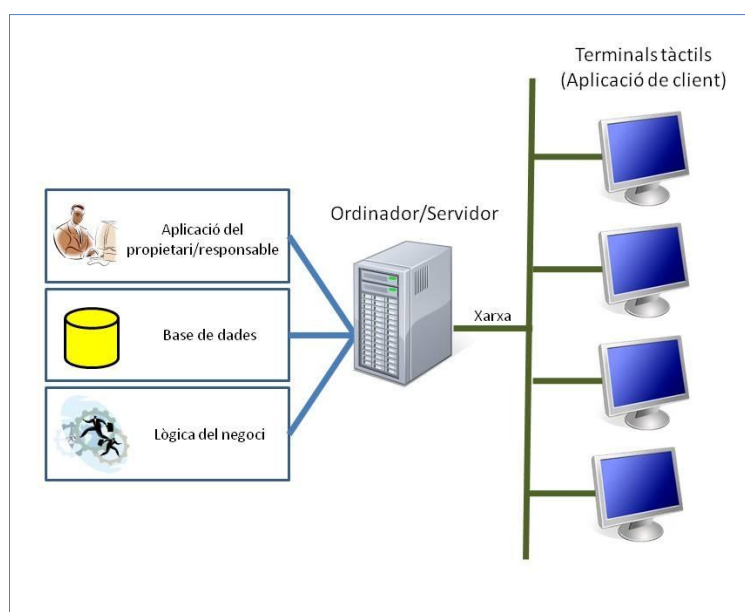 Terminals tàctils
(Aplicació de client)
Ordinador/Servidor
Aplicació del
propietari/responsable
Base de dades
Lògica del negoci
Xarxa